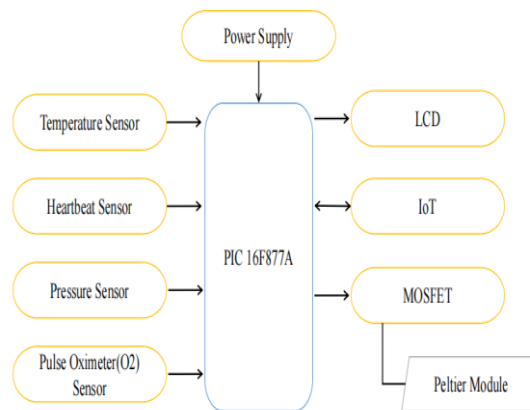 Power Supply
Temperature Sensor
LCD
Heartbeat Sensor
IoT
PIC 16F877A
Pressure Sensor
MOSFET
Pulse Oximeter(O2)
Sensor
Peltier Module